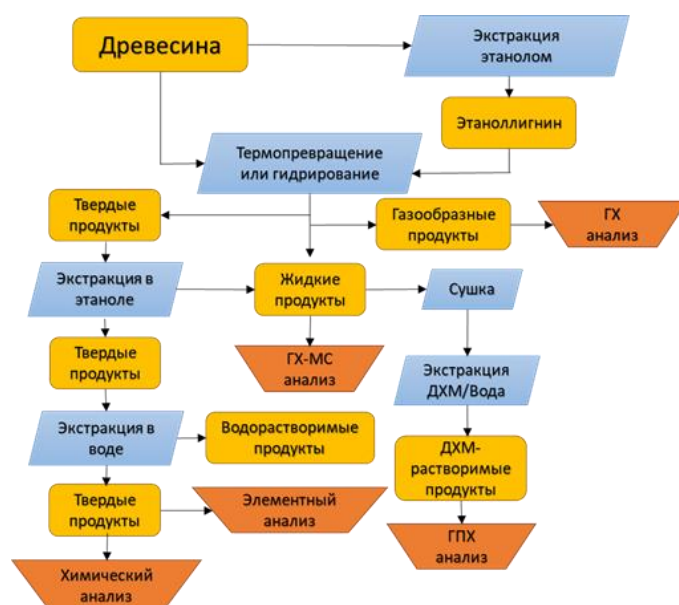 Древесина
Экстракция
этанолом
Этаноллигнин
Термопревращение
или гидрирование
Твердые
продукты
Газообразные
продукты
ГХ
анализ
Экстракция в
этаноле
Жидкие
продукты
Сушка
Твердые
продукты
ГХ-МС
анализ
Экстракция
ДХМ/Вода
Экстракция в
воде
Водорастворимые
продукты
ДХМ-
растворимые
продукты
Твердые
продукты
Элементный
анализ
ГПХ
анализ
Химический
анализ